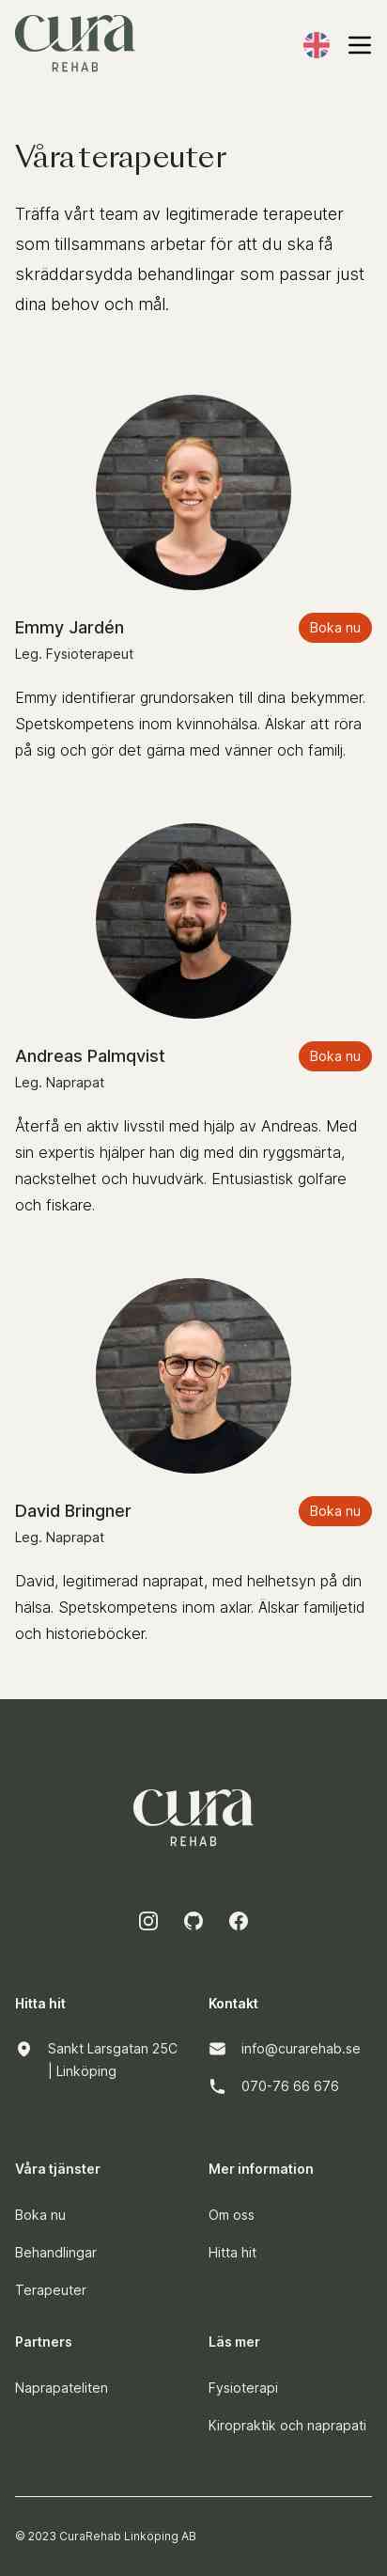 cura
REHAB
Våra terapeuter
Träffa vårt team av legitimerade terapeuter
som tillsammans arbetar för att du ska få
skräddarsydda behandlingar som passar just
dina behov och mål.
Emmy Jardén
Boka nu
Leg. Fysioterapeut
Emmy identifierar grundorsaken till dina bekymmer.
Spetskompetens inom kvinnohälsa. Älskar att röra
på sig och gör det gärna med vänner och familj.
Andreas Palmqvist
Boka nu
Leg. Naprapat
Återfå en aktiv livsstil med hjälp av Andreas. Med
sin expertis hjälper han dig med din ryggsmärta,
nackstelhet och huvudvärk. Entusiastisk golfare
och fiskare.
David Bringner
Boka nu
Leg. Naprapat
David, legitimerad naprapat, med helhetsyn på din
hälsa. Spetskompetens inom axlar. Älskar familjetid
och historieböcker.
cura
REHAB
Hitta hit
Sankt Larsgatan 25C
| Linköping
Kontakt
info@curarehab.se
070-76 66 676
Våra tjänster
Boka nu
Behandlingar
Terapeuter
Mer information
Om oss
Hitta hit
Partners
Naprapateliten
Läs mer
Fysioterapi
Kiropraktik och naprapati
© 2023 CuraRehab Linkoping AB